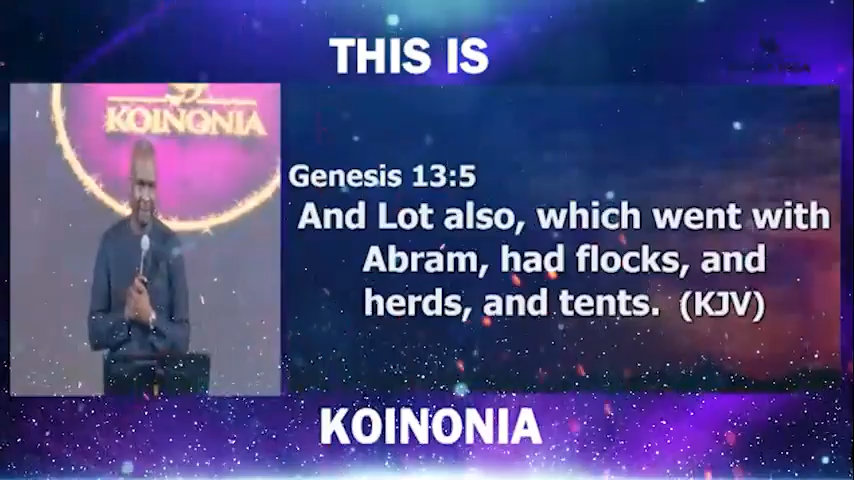 THIS IS
KOINONIA
Genesis 13:5
And Lot also, which went with
Abram, had flocks, and
herds, and tents. (KJV)
KOINONIA